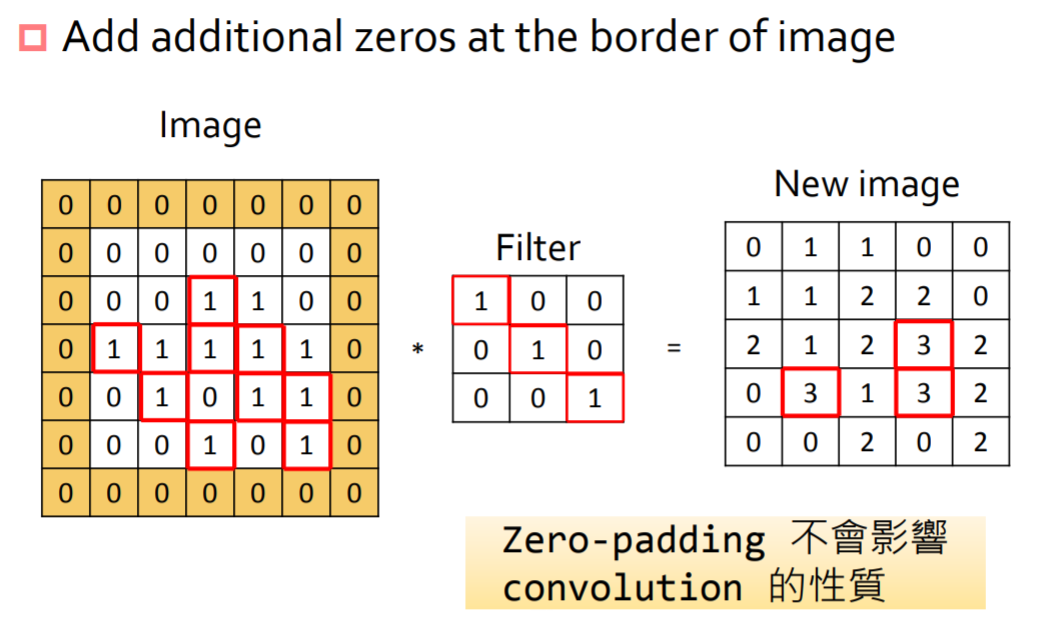 Add additional zeros at the border of image
Image
0 0 0 0 0 0 0
0 0 0 0 0 0 0
0 0 0 1 1 0 0
0 1 1 1 1 1 0
0 0 1 0 1 1 0
0 0 0 1 0 1 0
0 0 0 0 0 0 0
*
Filter
1 0 0
0 1 0
0 0 1
=
New image
0 1 1 0 0
1 1 2 2 0
2 1 2 3 2
0 3 1 3 2
0 0 2 0 2
Zero-padding 不會影響
convolution 的性質